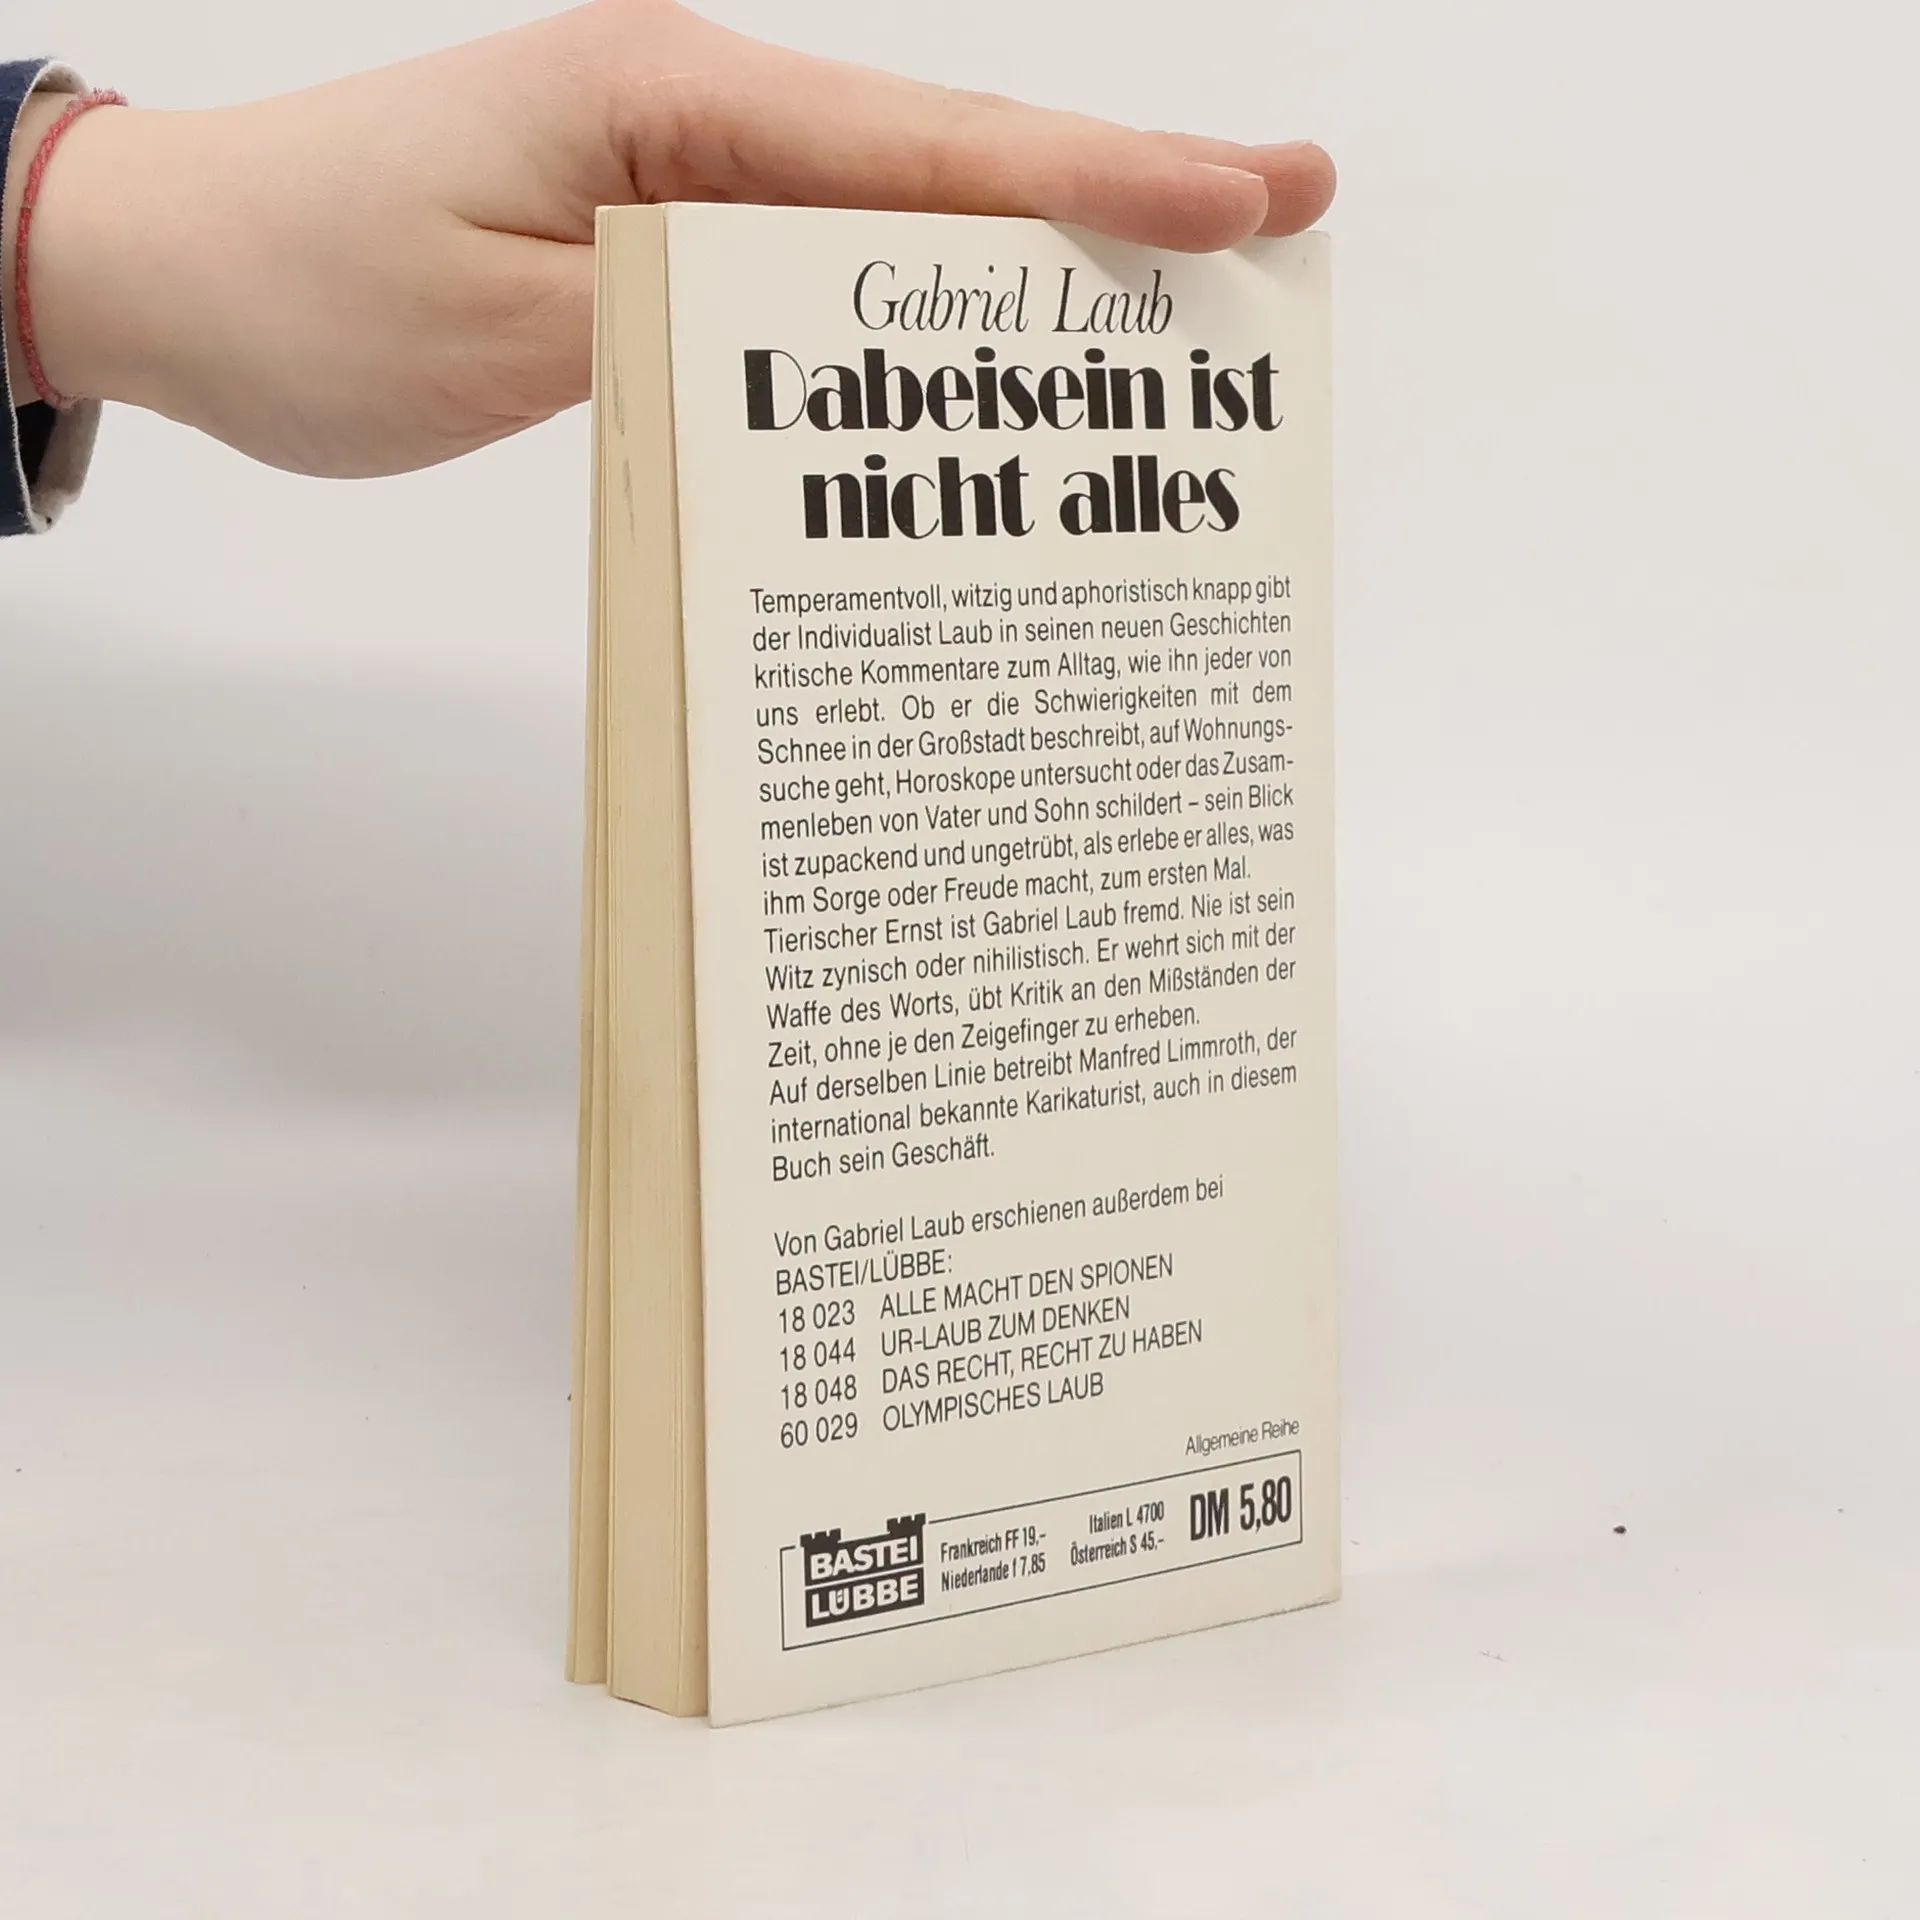 Gabriel Laub
Dabeisein ist
nicht alles
Temperamentvoll, witzig und aphoristisch knapp gibt
der Individualist Laub in seinen neuen Geschichten
kritische Kommentare zum Alltag, wie ihn jeder von
uns erlebt. Ob er die Schwierigkeiten mit dem
Schnee in der Großstadt beschreibt, auf Wohnungs-
suche geht, Horoskope untersucht oder das Zusam-
menleben von Vater und Sohn schildert – sein Blick
ist zupackend und ungetrübt, als erlebe er alles, was
ihm Sorge oder Freude macht, zum ersten Mal.
Tierischer Ernst ist Gabriel Laub fremd. Nie ist sein
Witz zynisch oder nihilistisch. Er wehrt sich mit der
Waffe des Worts, übt Kritik an den Mißständen der
Zeit, ohne je den Zeigefinger zu erheben.
Auf derselben Linie betreibt Manfred Limmroth, der
international bekannte Karikaturist, auch in diesem
Buch sein Geschäft.
Von Gabriel Laub erschienen außerdem bei
BASTEI/LÜBBE:
18 023 ALLE MACHT DEN SPIONEN
18 044 UR-LAUB ZUM DENKEN
18 048 DAS RECHT, RECHT ZU HABEN
60 029 OLYMPISCHES LAUB
Allgemeine Reihe
BASTEI
LÜBBE
Frankreich FF 19,-
Niederlande f 7,85
Italien L 4700
Österreich S 45,-
DM 5,80